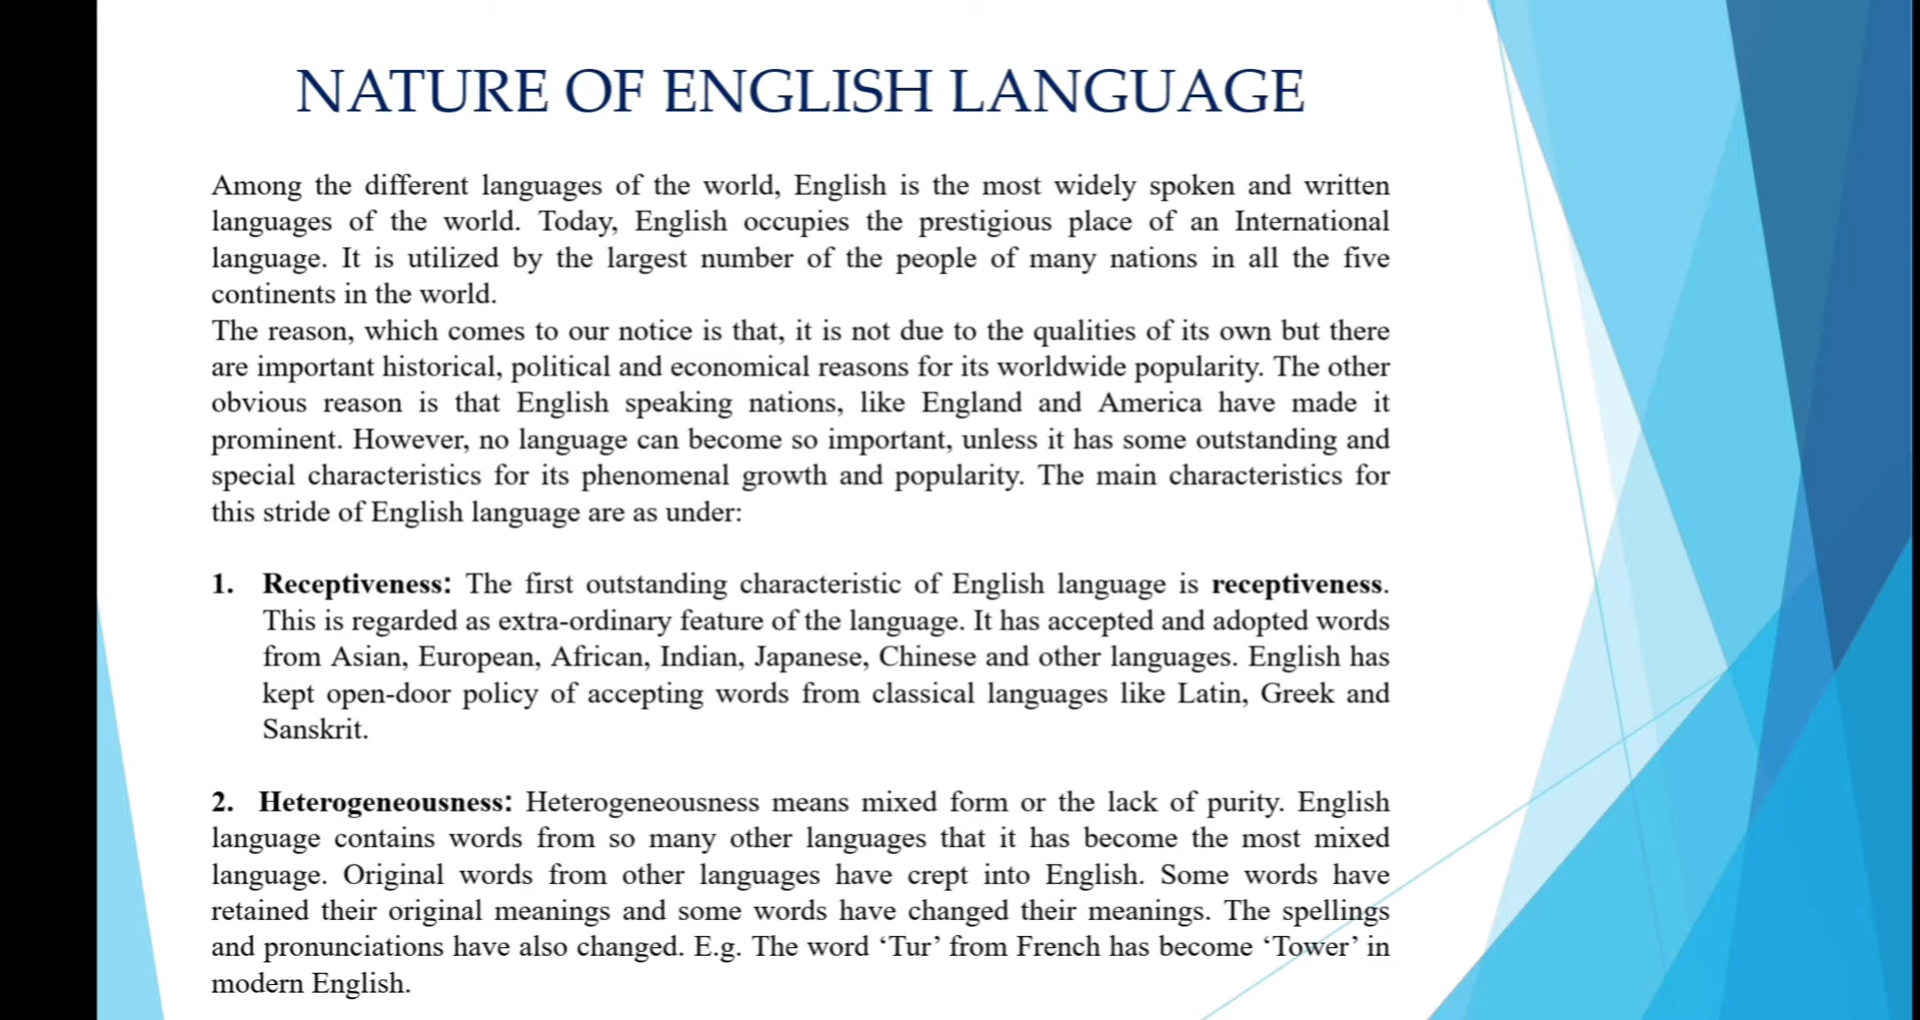 NATURE OF ENGLISH LANGUAGE
Among the different languages of the world, English is the most widely spoken and written
languages of the world. Today, English occupies the prestigious place of an International
language. It is utilized by the largest number of the people of many nations in all the five
continents in the world.
The reason, which comes to our notice is that, it is not due to the qualities of its own but there
are important historical, political and economical reasons for its worldwide popularity. The other
obvious reason is that English speaking nations, like England and America have made it
prominent. However, no language can become so important, unless it has some outstanding and
special characteristics for its phenomenal growth and popularity. The main characteristics for
this stride of English language are as under:
1. Receptiveness: The first outstanding characteristic of English language is receptiveness.
This is regarded as extra-ordinary feature of the language. It has accepted and adopted words
from Asian, European, African, Indian, Japanese, Chinese and other languages. English has
kept open-door policy of accepting words from classical languages like Latin, Greek and
Sanskrit.
2. Heterogeneousness: Heterogeneousness means mixed form or the lack of purity. English
language contains words from so many other languages that it has become the most mixed
language. Original words from other languages have crept into English. Some words have
retained their original meanings and some words have changed their meanings. The spellings
and pronunciations have also changed. E.g. The word ‘Tur’ from French has become ‘Tower’ in
modern English.